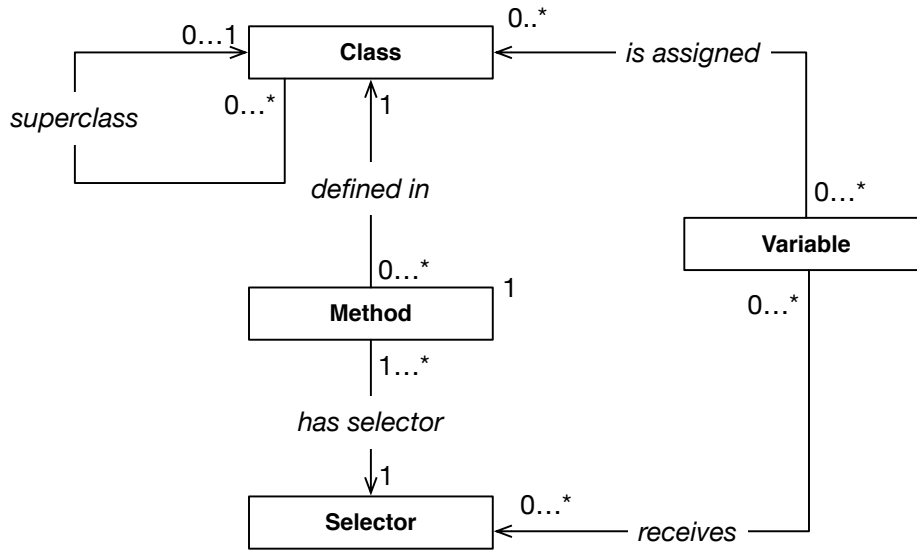 0…1
0..*
Class
is assigned
0…*
1
superclass
defined in
0…*
Variable
0…*
1
0…*
Method
1…*
has selector
1
0…*
Selector
receives